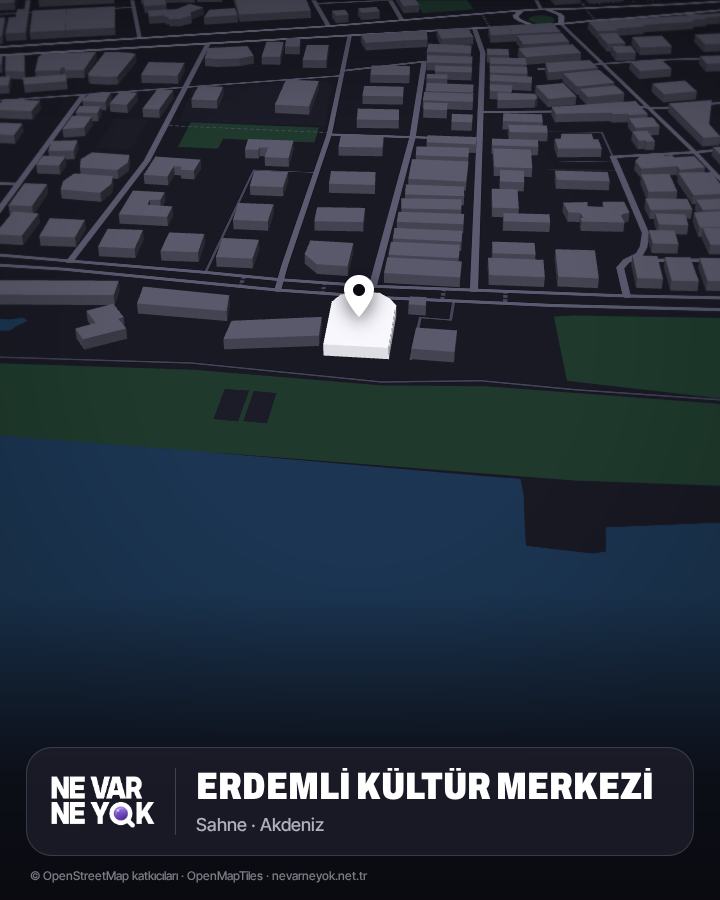 NE VAR
NE YOK
ERDEMLİ KÜLTÜR MERKEZİ
Sahne · Akdeniz
© OpenStreetMap katkıcıları · OpenMapTiles · nevarneyok.net.tr